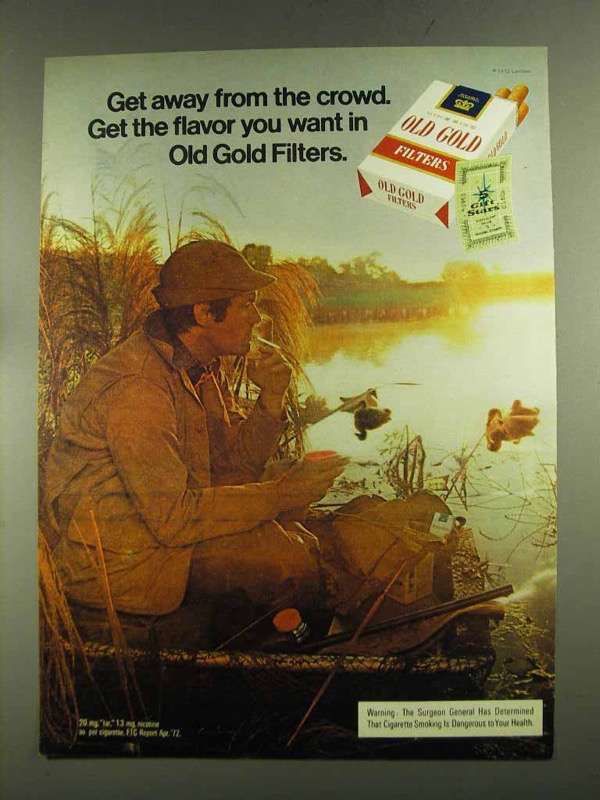 Get away from the crowd.
Get the flavor you want in
Old Gold Filters.
OLD GOLD
FILTERS
OLD GOLD
FILTERS
Gift
Stars
20 mg. "tar," 1.3 mg. nicotine
av. per cigarette, FTC Report Apr. '72.
Warning: The Surgeon General Has Determined
That Cigarette Smoking Is Dangerous to Your Health.